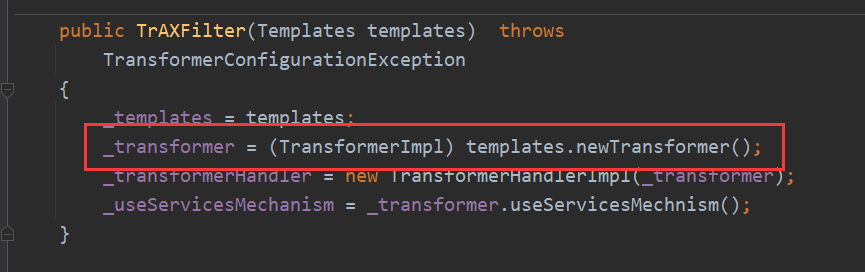 public TrAXFilter(Templates templates)  throws
TransformerConfigurationException
{
_templates = templates;
_transformer = (TransformerImpl) templates.newTransformer();
_transformerHandler = new TransformerHandlerImpl(_transformer);
_useServicesMechanism = _transformer.useServicesMechnism();
}